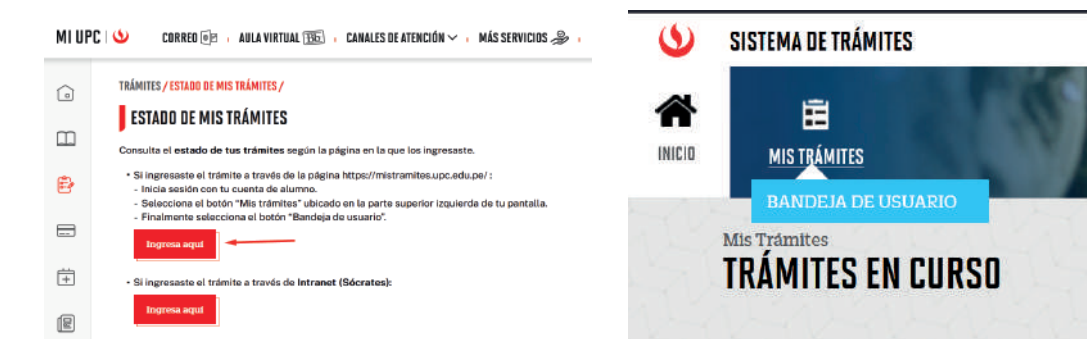 MI UPC
CORREO
AULA VIRTUAL
CANALES DE ATENCIÓN
MÁS SERVICIOS
TRÁMITES / ESTADO DE MIS TRÁMITES /
ESTADO DE MIS TRÁMITES
Consulta el estado de tus trámites según la página en la que los ingresaste.
• Si ingresaste el trámite a través de la página https://mistramites.upc.edu.pe/ :
- Inicia sesión con tu cuenta de alumno.
- Selecciona el botón "Mis trámites" ubicado en la parte superior izquierda de tu pantalla.
- Finalmente selecciona el botón "Bandeja de usuario".
Ingresa aquí
• Si ingresaste el trámite a través de Intranet (Sócrates):
Ingresa aquí
SISTEMA DE TRÁMITES
INICIO
MIS TRÁMITES
BANDEJA DE USUARIO
Mis Trámites
TRÁMITES EN CURSO